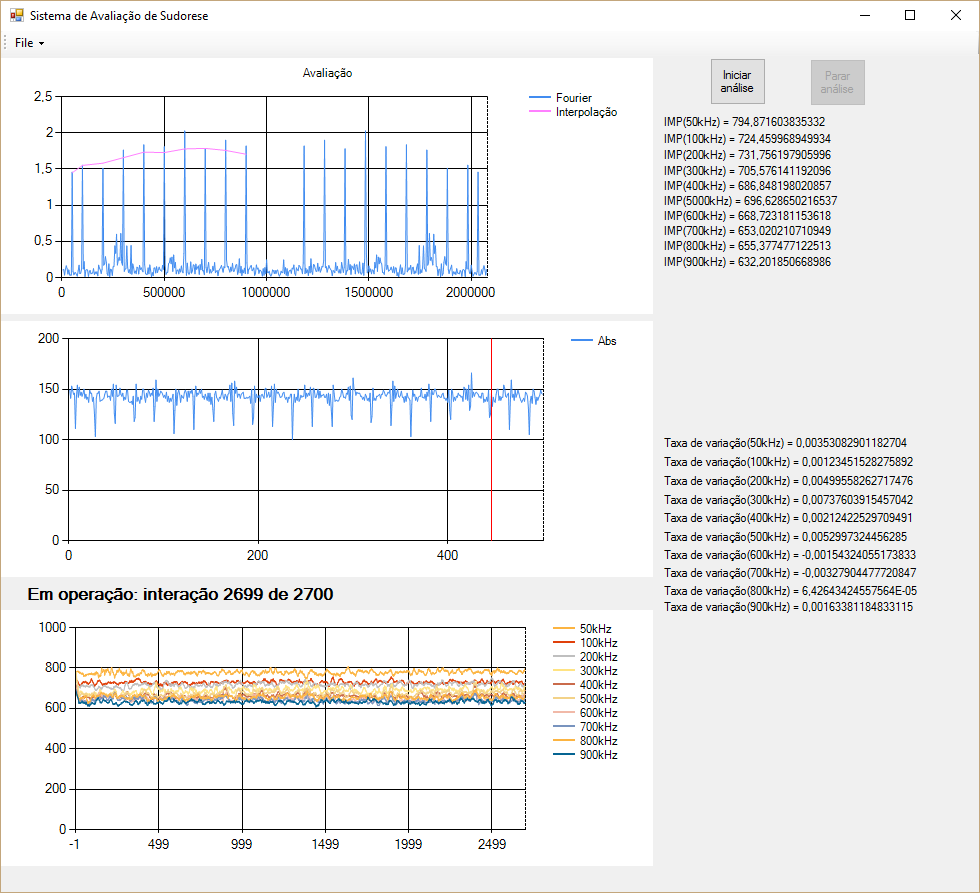 Sistema de Avaliação de Sudorese
File
Avaliação
2,5
2
1,5
1
0,5
0
0 500000 1000000 1500000 2000000
Fourier
Interpolação
Iniciar
análise
Parar
análise
IMP(50kHz) = 794,871603835332
IMP(100kHz) = 724,459968949934
IMP(200kHz) = 731,756197905996
IMP(300kHz) = 705,576141192096
IMP(400kHz) = 686,848198020857
IMP(5000kHz) = 696,628650216537
IMP(600kHz) = 668,723181153618
IMP(700kHz) = 653,020210710949
IMP(800kHz) = 655,377477122513
IMP(900kHz) = 632,201850668986
200
150
100
50
0
0 200 400
Abs
Taxa de variação(50kHz) = 0,00353082901182704
Taxa de variação(100kHz) = 0,00123451528275892
Taxa de variação(200kHz) = 0,00499558262717476
Taxa de variação(300kHz) = 0,00737603915457042
Taxa de variação(400kHz) = 0,00212422529709491
Taxa de variação(500kHz) = 0,0052997324456285
Taxa de variação(600kHz) = -0,00154324055173833
Taxa de variação(700kHz) = -0,00327904477720847
Taxa de variação(800kHz) = 6,42643424557564E-05
Taxa de variação(900kHz) = 0,00163381184833115
Em operação: interação 2699 de 2700
1000
800
600
400
200
0
-1 499 999 1499 1999 2499
50kHz
100kHz
200kHz
300kHz
400kHz
500kHz
600kHz
700kHz
800kHz
900kHz